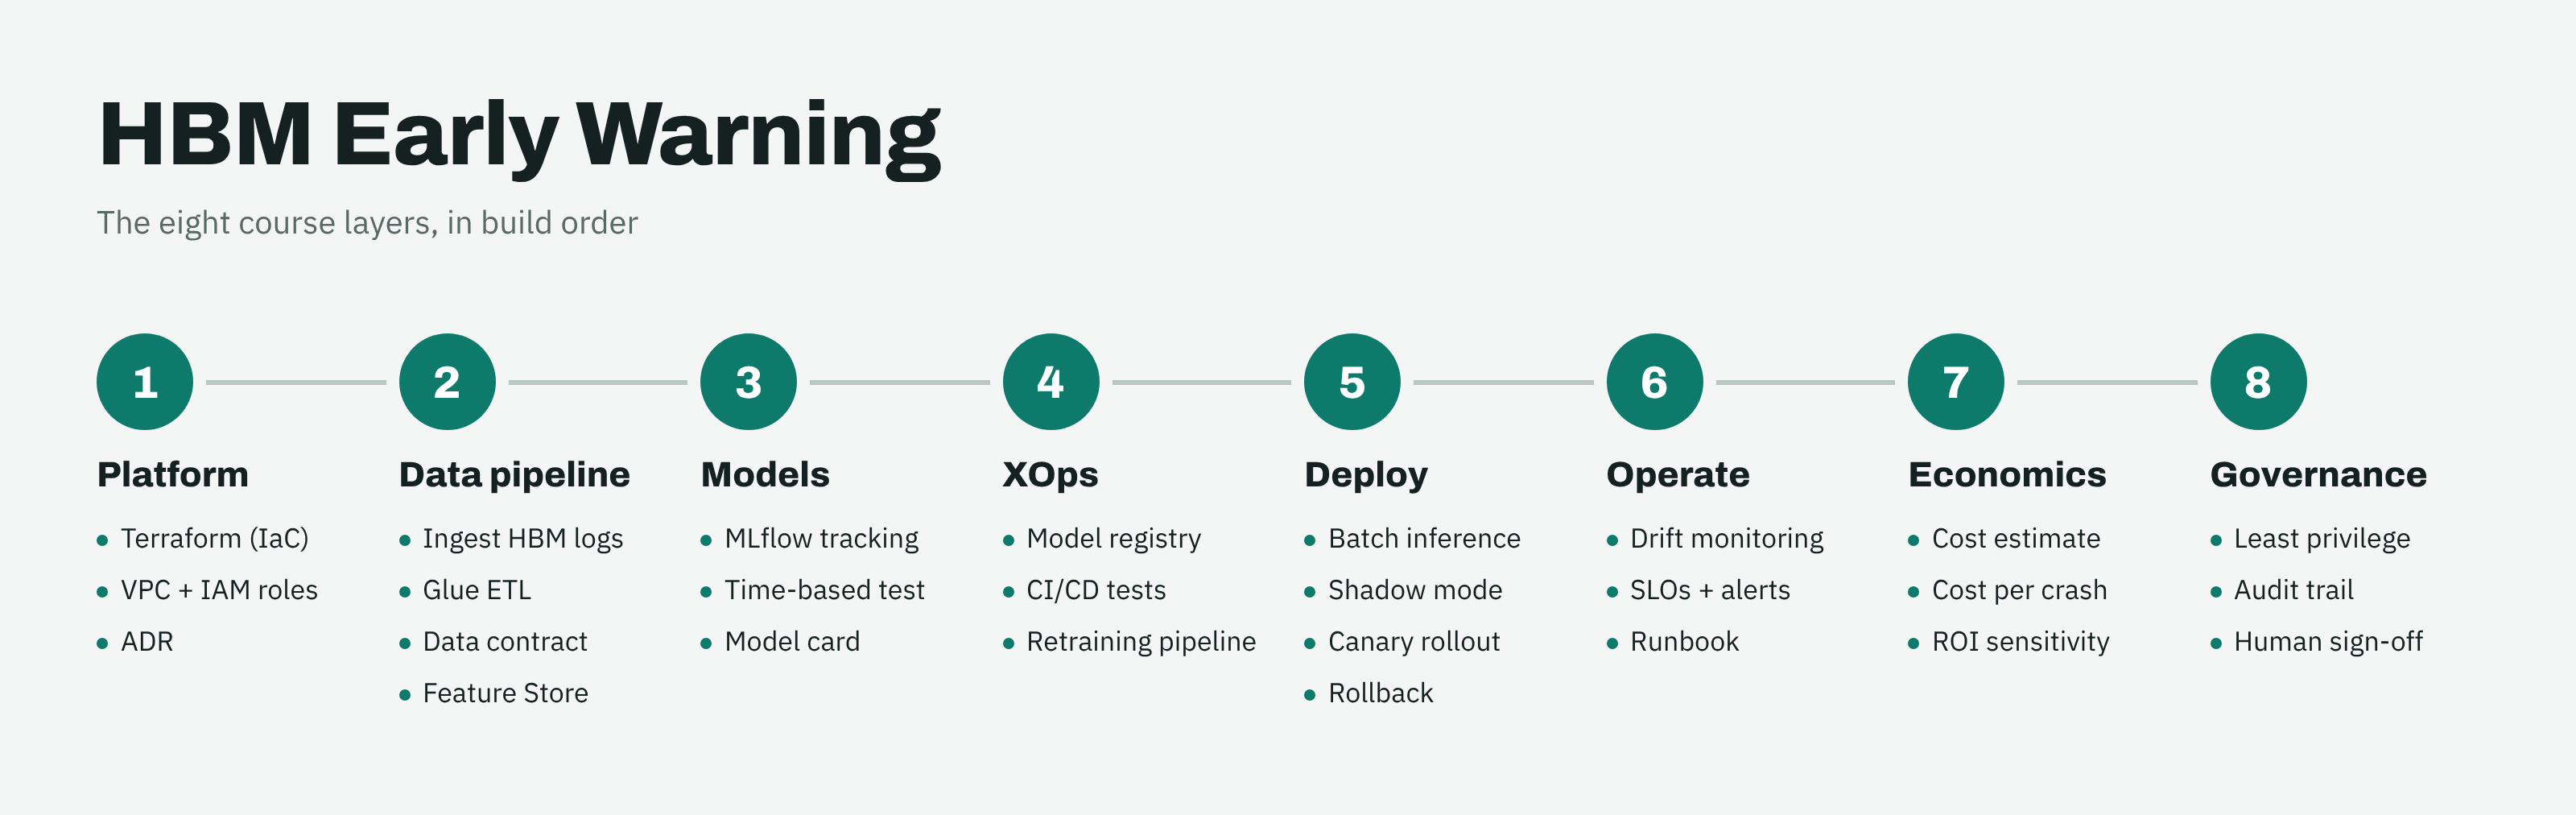 HBM Early Warning
The eight course layers, in build order
1
Platform
Terraform (IaC)
VPC + IAM roles
ADR
2
Data pipeline
Ingest HBM logs
Glue ETL
Data contract
Feature Store
3
Models
MLflow tracking
Time-based test
Model card
4
XOps
Model registry
CI/CD tests
Retraining pipeline
5
Deploy
Batch inference
Shadow mode
Canary rollout
Rollback
6
Operate
Drift monitoring
SLOs + alerts
Runbook
7
Economics
Cost estimate
Cost per crash
ROI sensitivity
8
Governance
Least privilege
Audit trail
Human sign-off